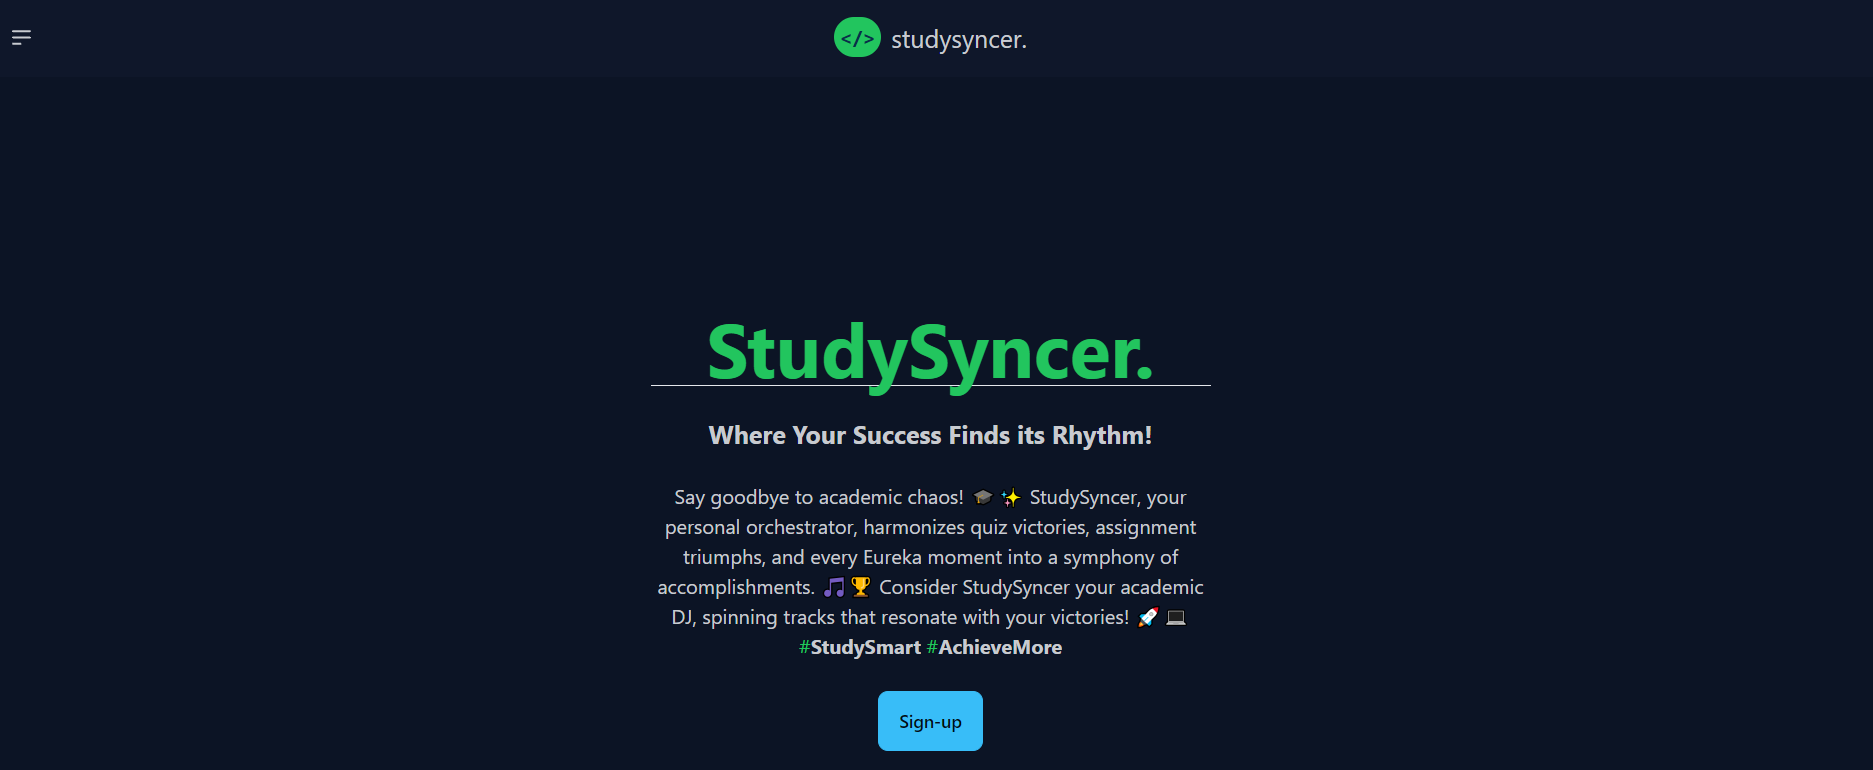 </> studysyncer.
StudySyncer.
Where Your Success Finds its Rhythm!
Say goodbye to academic chaos! 🎓✨ StudySyncer, your
personal orchestrator, harmonizes quiz victories, assignment
triumphs, and every Eureka moment into a symphony of
accomplishments. 🎵🏆 Consider StudySyncer your academic
DJ, spinning tracks that resonate with your victories! 🚀💻
#StudySmart #AchieveMore
Sign-up